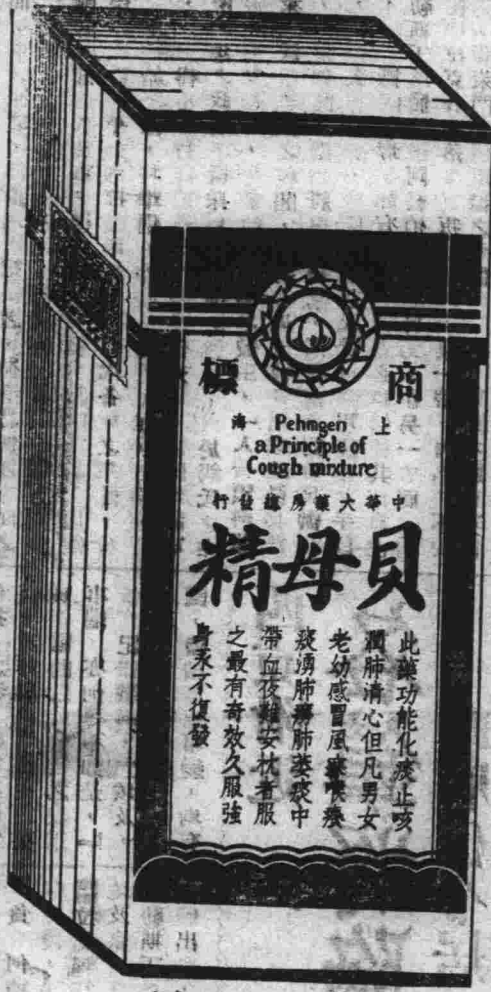 商標
上海
Pehmgen
a Principle of
Cough mixture
中華大藥房總發行
貝母精
此藥功能化痰止咳
潤肺清心但凡男女
老幼感冒風寒喉癢
痰湧肺癆肺萎痰中
帶血夜難安枕者服
之最有奇效久服強
身永不復發